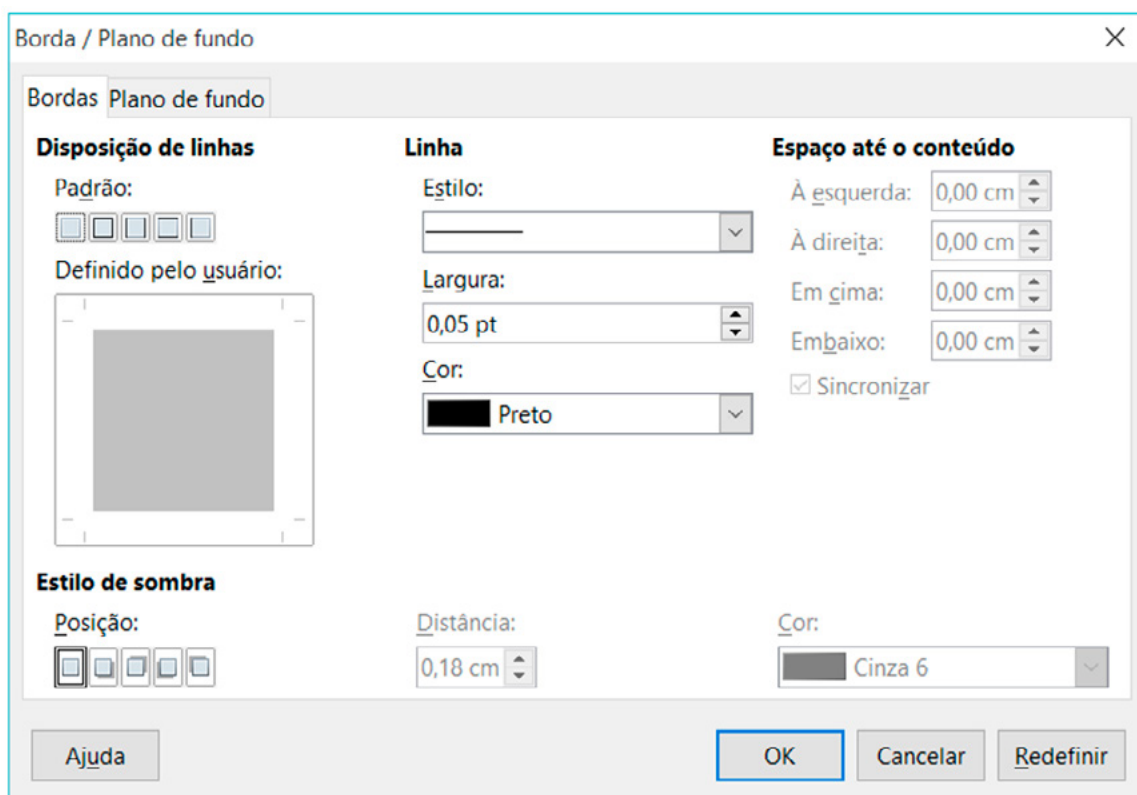 Borda / Plano de fundo
Bordas Plano de fundo
Disposição de linhas
Padrão:
Definido pelo usuário:
Linha
Estilo:
Largura:
0,05 pt
Cor:
Preto
Espaço até o conteúdo
À esquerda: 0,00 cm
À direita: 0,00 cm
Em cima: 0,00 cm
Embaixo: 0,00 cm
Sincronizar
Estilo de sombra
Posição:
Distância:
0,18 cm
Cor:
Cinza 6
Ajuda OK Cancelar Redefinir